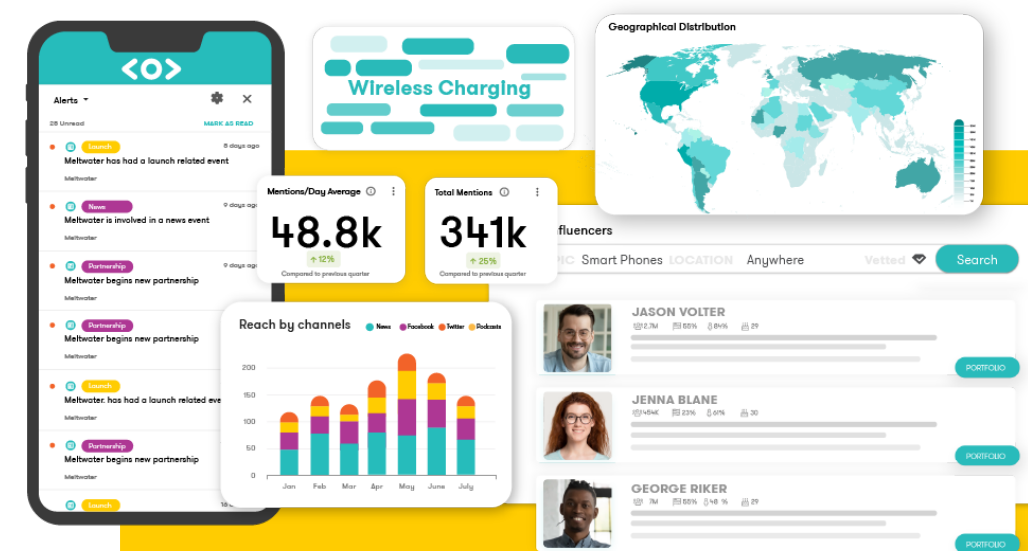 <O>
Alerts
28 Unread
MARK AS READ
Launch
8 days ago
Meltwater has had a launch related event
Meltwater
News
9 days ago
Meltwater is involved in a news event
Meltwater
Partnership
9 days ago
Meltwater begins new partnership
Meltwater
Partnership
Meltwater begins new partnership
Meltwater
Launch
Meltwater. has had a launch related eve
Meltwater
Partnership
Meltwater begins new partnership
Meltwater
Launch
Wireless Charging
Geographical Distribution
Mentions/Day Average
48.8k
↑ 12%
Compared to previous quarter
Total Mentions
341k
↑ 25%
Compared to previous quarter
Reach by channels
News Facebook Twitter Podcasts
200
150
100
50
0
Jan Feb Mar Apr May June July
nfluencers
IC Smart Phones LOCATION Anywhere Vetted Search
JASON VOLTER
2.7M 55% 84% 29
PORTFOLIO
JENNA BLANE
145K 23% 61% 30
PORTFOLIO
GEORGE RIKER
7M 55% 48 % 29
PORTFOLIO